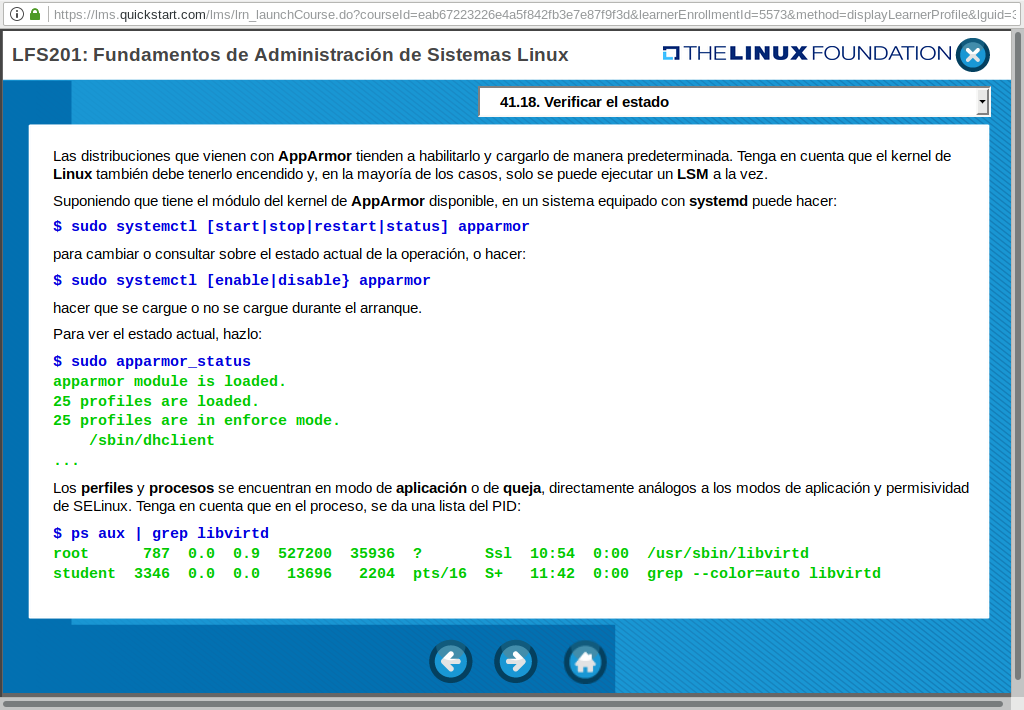 https://lms.quickstart.com/lms/lrn_launchCourse.do?courseId=eab67223226e4a5f842fb3e7e87f9f3d&learnerEnrollmentId=5573&method=displayLearnerProfile&lguid=3
LFS201: Fundamentos de Administración de Sistemas Linux
THE LINUX FOUNDATION
41.18. Verificar el estado
Las distribuciones que vienen con AppArmor tienden a habilitarlo y cargarlo de manera predeterminada. Tenga en cuenta que el kernel de
Linux también debe tenerlo encendido y, en la mayoría de los casos, solo se puede ejecutar un LSM a la vez.
Suponiendo que tiene el módulo del kernel de AppArmor disponible, en un sistema equipado con systemd puede hacer:
$ sudo systemctl [start|stop|restart|status] apparmor
para cambiar o consultar sobre el estado actual de la operación, o hacer:
$ sudo systemctl [enable|disable} apparmor
hacer que se cargue o no se cargue durante el arranque.
Para ver el estado actual, hazlo:
$ sudo apparmor_status
apparmor module is loaded.
25 profiles are loaded.
25 profiles are in enforce mode.
    /sbin/dhclient
...
Los perfiles y procesos se encuentran en modo de aplicación o de queja, directamente análogos a los modos de aplicación y permisividad
de SELinux. Tenga en cuenta que en el proceso, se da una lista del PID:
$ ps aux | grep libvirtd
root      787  0.0  0.9  527200  35936  ?       Ssl  10:54  0:00  /usr/sbin/libvirtd
student  3346  0.0  0.0   13696   2204  pts/16  S+   11:42  0:00  grep --color=auto libvirtd